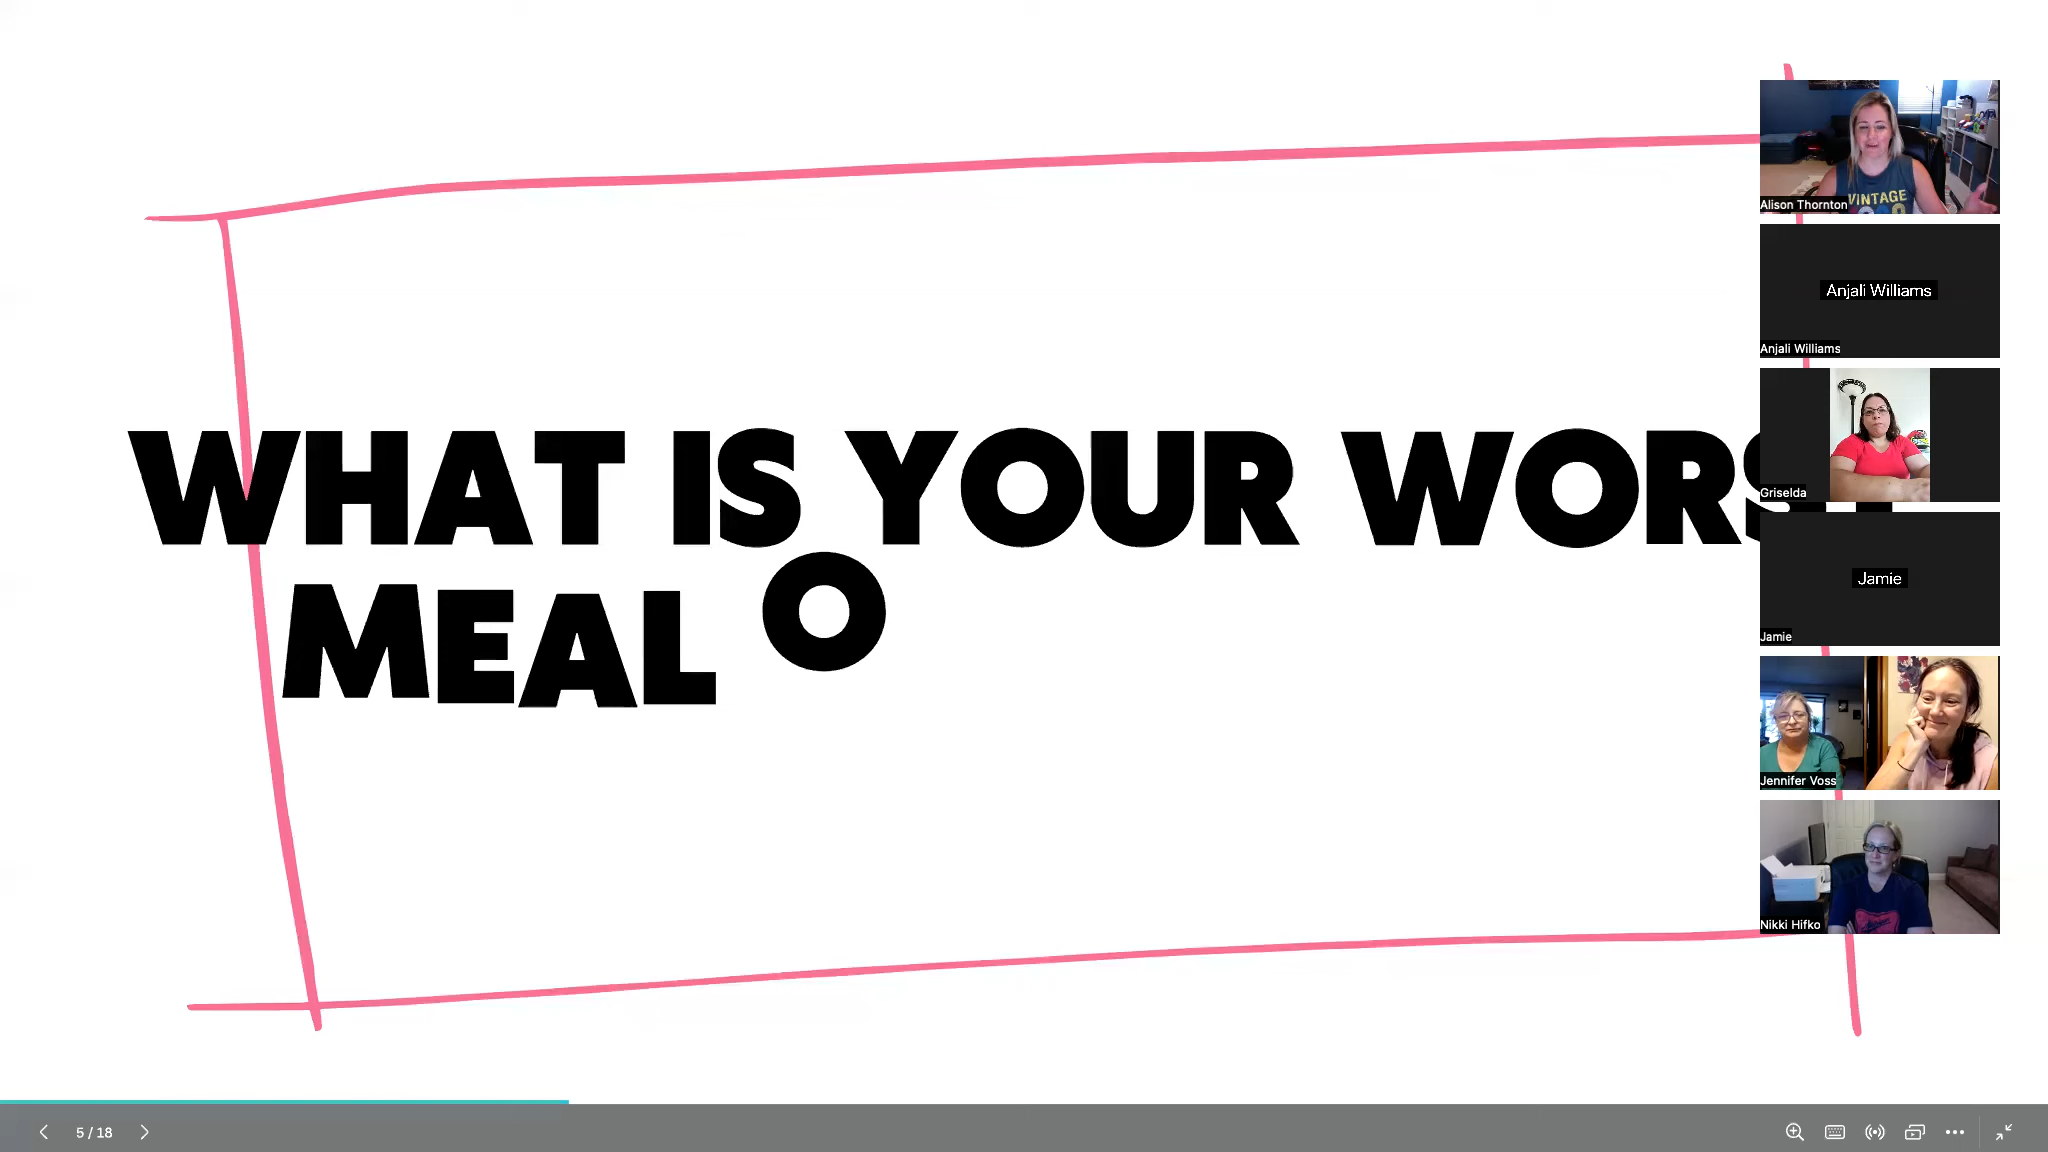 WHAT IS YOUR WORST
MEAL O
VINTAGE
Alison Thornton
Anjali Williams
Anjali Williams
Griselda
Jamie
Jamie
Jennifer Voss
Nikki Hifko
5 / 18